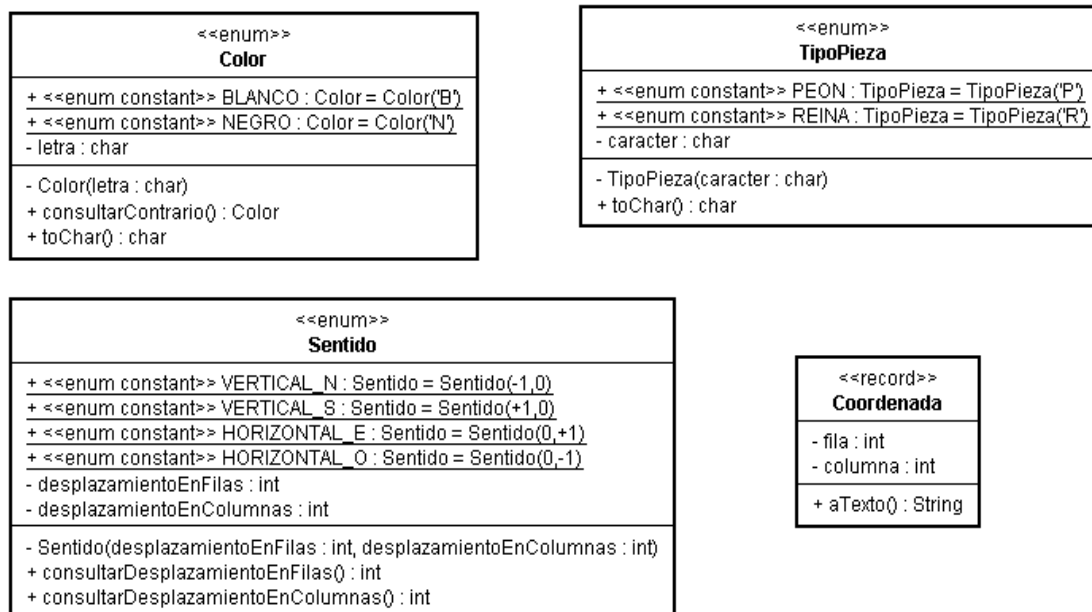 <<enum>>
Color
+ <<enum constant>> BLANCO : Color = Color('B')
+ <<enum constant>> NEGRO : Color = Color('N')
- letra : char
- Color(letra : char)
+ consultarContrario() : Color
+ toChar() : char
<<enum>>
TipoPieza
+ <<enum constant>> PEON : TipoPieza = TipoPieza('P')
+ <<enum constant>> REINA : TipoPieza = TipoPieza('R')
- caracter : char
- TipoPieza(caracter : char)
+ toChar() : char
<<enum>>
Sentido
+ <<enum constant>> VERTICAL_N : Sentido = Sentido(-1,0)
+ <<enum constant>> VERTICAL_S : Sentido = Sentido(+1,0)
+ <<enum constant>> HORIZONTAL_E : Sentido = Sentido(0,+1)
+ <<enum constant>> HORIZONTAL_O : Sentido = Sentido(0,-1)
- desplazamientoEnFilas : int
- desplazamientoEnColumnas : int
- Sentido(desplazamientoEnFilas : int, desplazamientoEnColumnas : int)
+ consultarDesplazamientoEnFilas() : int
+ consultarDesplazamientoEnColumnas() : int
<<record>>
Coordenada
- fila : int
- columna : int
+ aTexto() : String